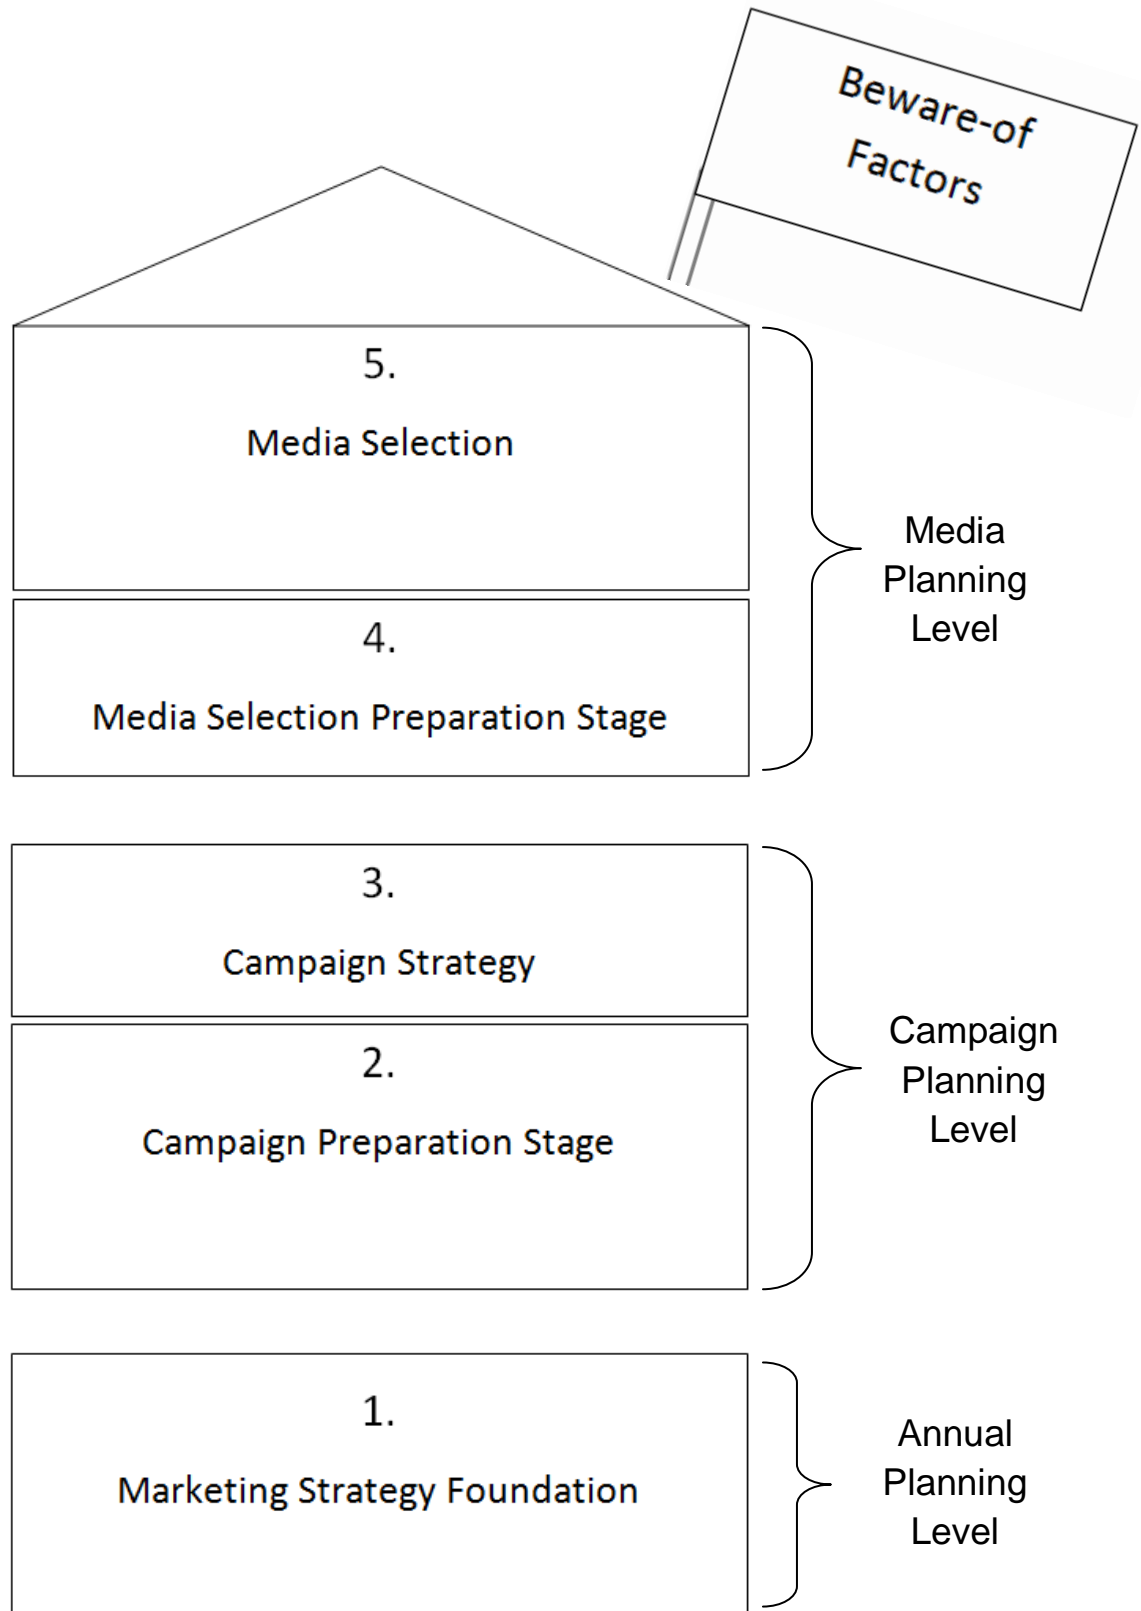 Beware-of
Factors
5.
Media Selection
Media
Planning
Level
4.
Media Selection Preparation Stage
3.
Campaign Strategy
Campaign
Planning
Level
2.
Campaign Preparation Stage
1.
Marketing Strategy Foundation
Annual
Planning
Level